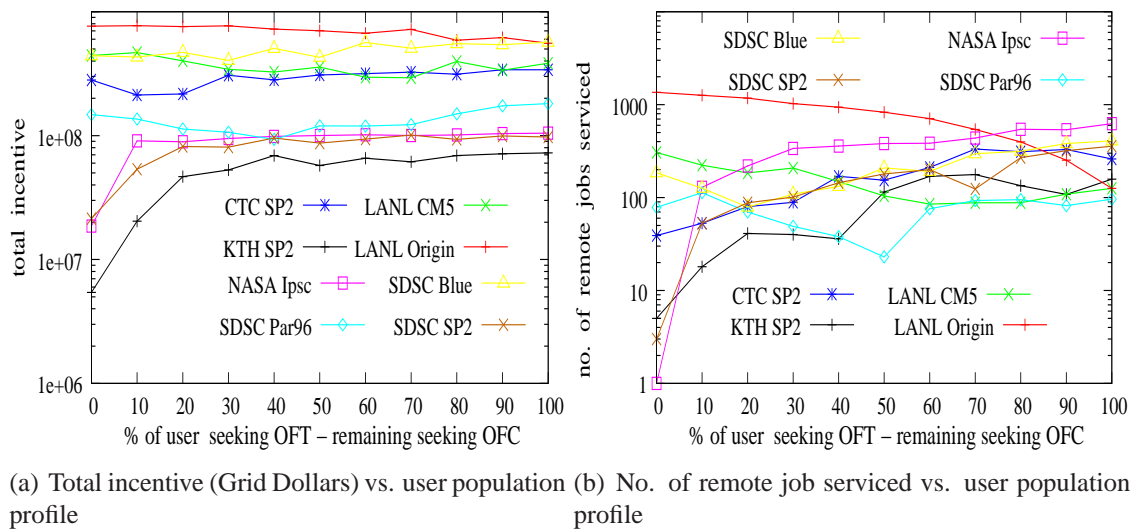 1e+08
1e+07
1e+06
total incentive
CTC SP2
LANL CM5
KTH SP2
LANL Origin
NASA Ipsc
SDSC Blue
SDSC Par96
SDSC SP2
0 10 20 30 40 50 60 70 80 90 100
% of user seeking OFT – remaining seeking OFC
(a) Total incentive (Grid Dollars) vs. user population
profile
1000
100
10
1
no. of remote jobs serviced
SDSC Blue
NASA Ipsc
SDSC SP2
SDSC Par96
CTC SP2
LANL CM5
KTH SP2
LANL Origin
0 10 20 30 40 50 60 70 80 90 100
% of user seeking OFT – remaining seeking OFC
(b) No. of remote job serviced vs. user population
profile